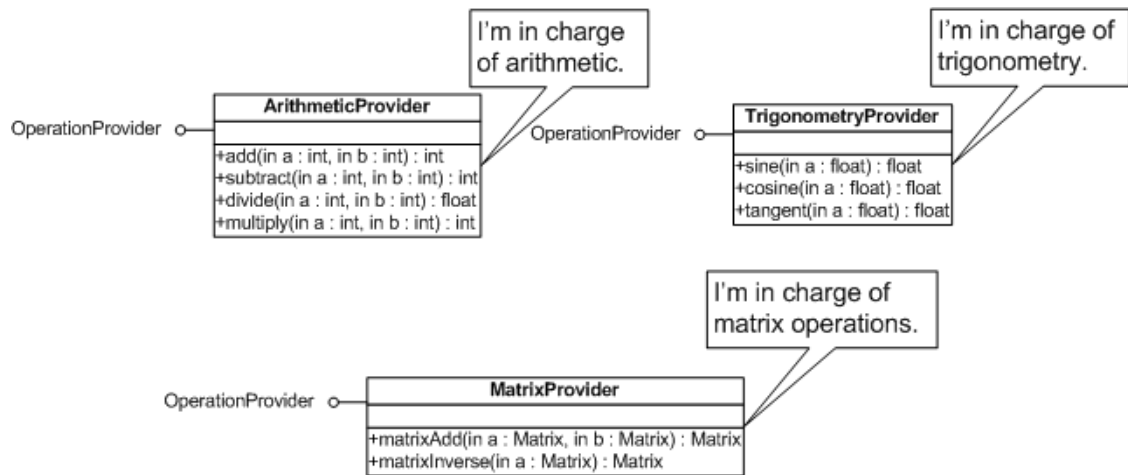 I'm in charge
of arithmetic.
I'm in charge of
trigonometry.
ArithmeticProvider
OperationProvider
+add(in a : int, in b : int) : int
+subtract(in a : int, in b : int) : int
+divide(in a : int, in b : int) : float
+multiply(in a : int, in b : int) : int
TrigonometryProvider
OperationProvider
+sine(in a : float) : float
+cosine(in a : float) : float
+tangent(in a : float) : float
I'm in charge of
matrix operations.
MatrixProvider
OperationProvider
+matrixAdd(in a : Matrix, in b : Matrix) : Matrix
+matrixInverse(in a : Matrix) : Matrix